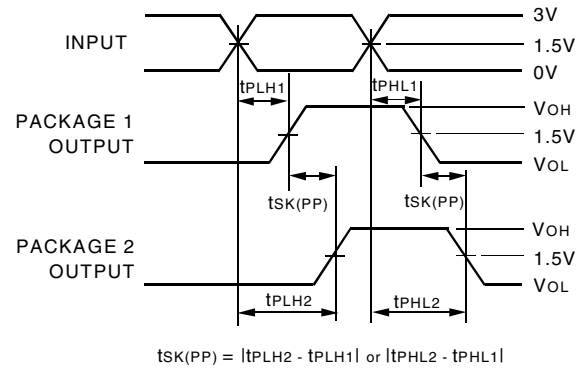 INPUT
3V
1.5V
0V
tPLH1
tPHL1
PACKAGE 1
OUTPUT
VOH
1.5V
VOL
tSK(PP)
tSK(PP)
PACKAGE 2
OUTPUT
VOH
1.5V
VOL
tPLH2
tPHL2
tSK(PP) = |tPLH2 - tPLH1| or |tPHL2 - tPHL1|